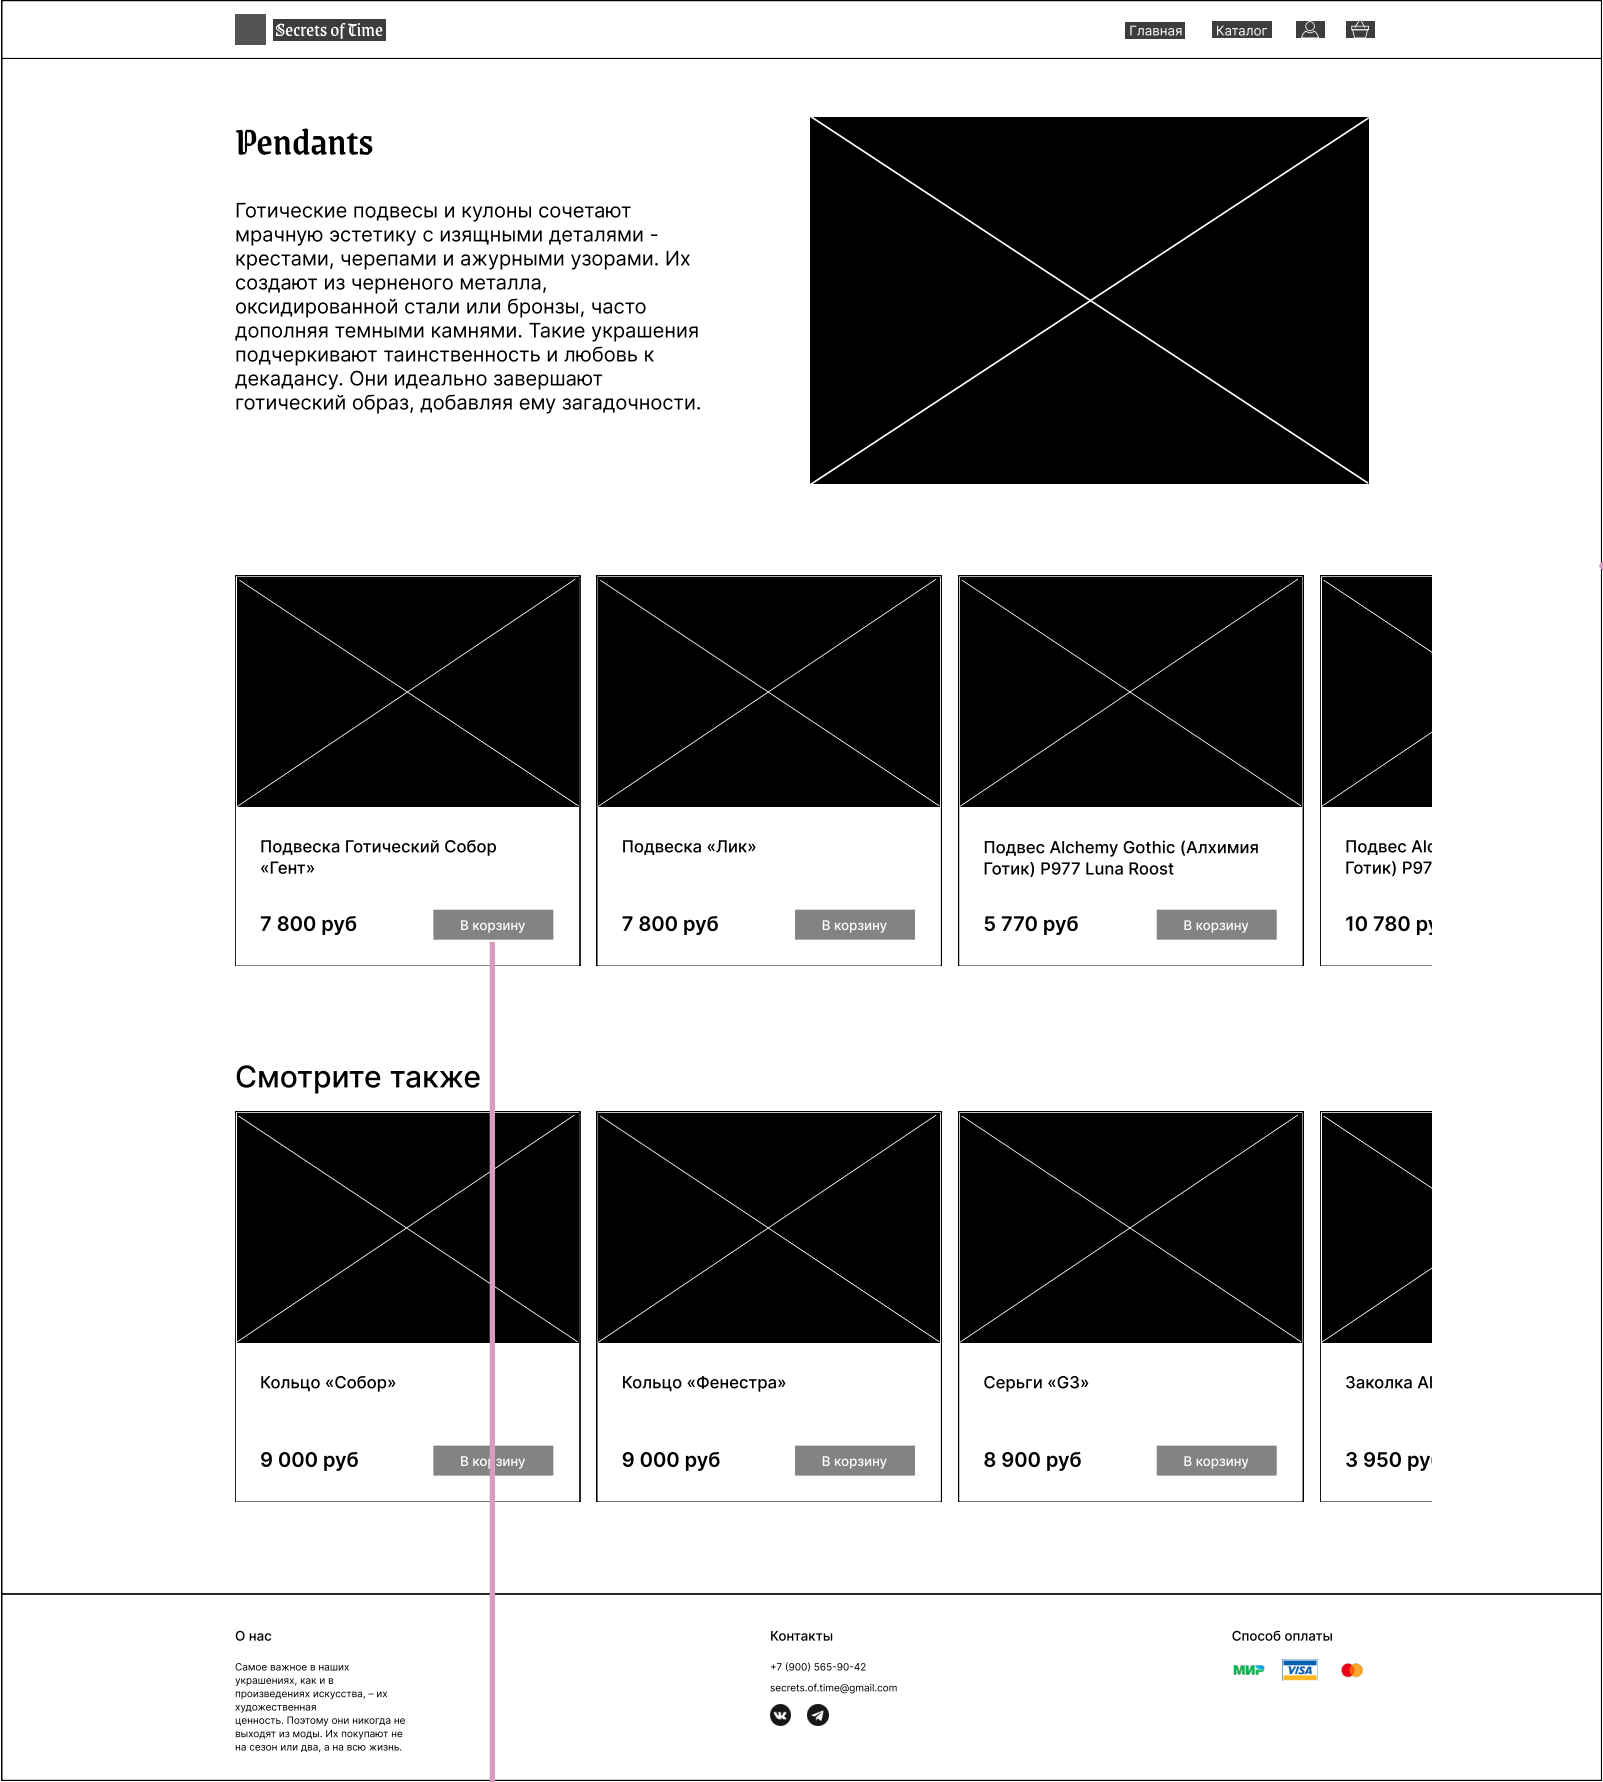 Secrets of Time
Главная
Каталог
Pendants
Готические подвесы и кулоны сочетают
мрачную эстетику с изящными деталями -
крестами, черепами и ажурными узорами. Их
создают из черненого металла,
оксидированной стали или бронзы, часто
дополняя темными камнями. Такие украшения
подчеркивают таинственность и любовь к
декадансу. Они идеально завершают
готический образ, добавляя ему загадочности.
Подвеска Готический Собор
«Гент»
7 800 руб
В корзину
Подвеска «Лик»
7 800 руб
В корзину
Подвес Alchemy Gothic (Алхимия
Готик) P977 Luna Roost
5 770 руб
В корзину
Подвес
Готик) P97
10 780
Смотрите также
Кольцо «Собор»
9 000 руб
В корзину
Кольцо «Фенестра»
9 000 руб
В корзину
Серьги «G3»
8 900 руб
В корзину
Заколка
3 950
О нас
Самое важное в наших
украшениях, как и в
произведениях искусства, – их
художественная
ценность. Поэтому они никогда не
выходят из моды. Их покупают не
на сезон или два, а на всю жизнь.
Контакты
+7 (900) 565-90-42
secrets.of.time@gmail.com
Способ оплаты
МИР
VISA